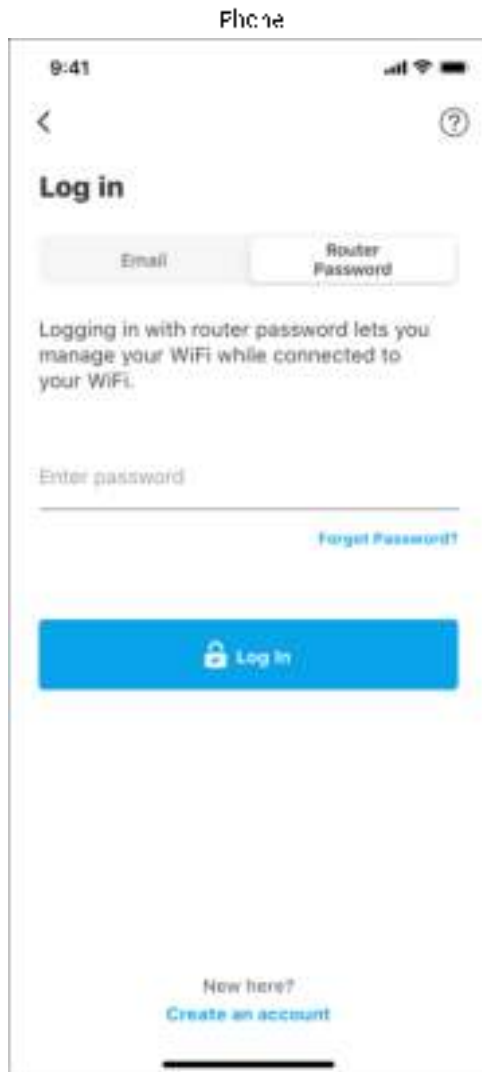 Phone
9:41
Log in
Email
Router
Password
Logging in with router password lets you
manage your WiFi while connected to
your WiFi.
Enter password
Forgot Password?
Log In
New here?
Create an account